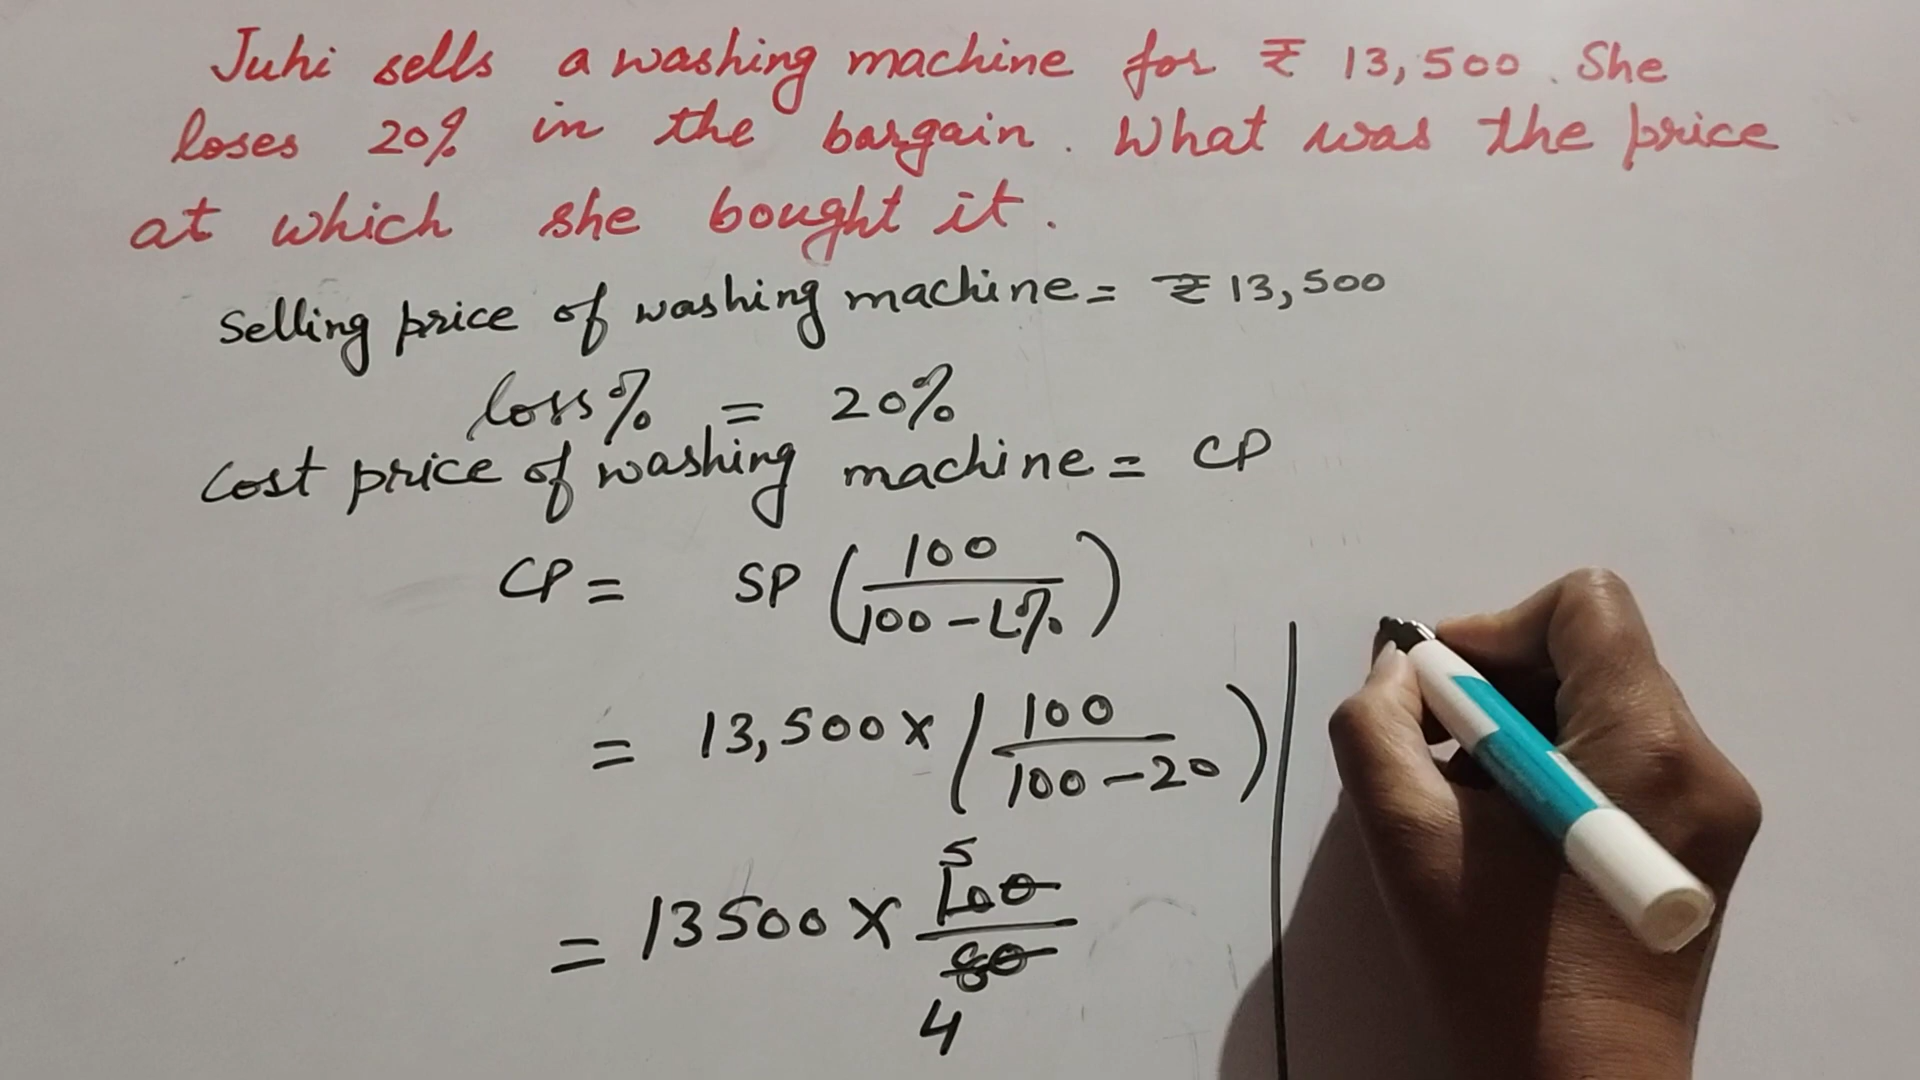 Juhi sells a washing machine for ₹ 13,500. She
loses 20% in the bargain. What was the price
at which she bought it.
Selling price of washing machine = ₹ 13,500
loss% = 20%
Cost price of washing machine = CP
CP = SP (100/100-L%)
= 13,500 x (100/100-20)
5
= 13500 x 100/80
4